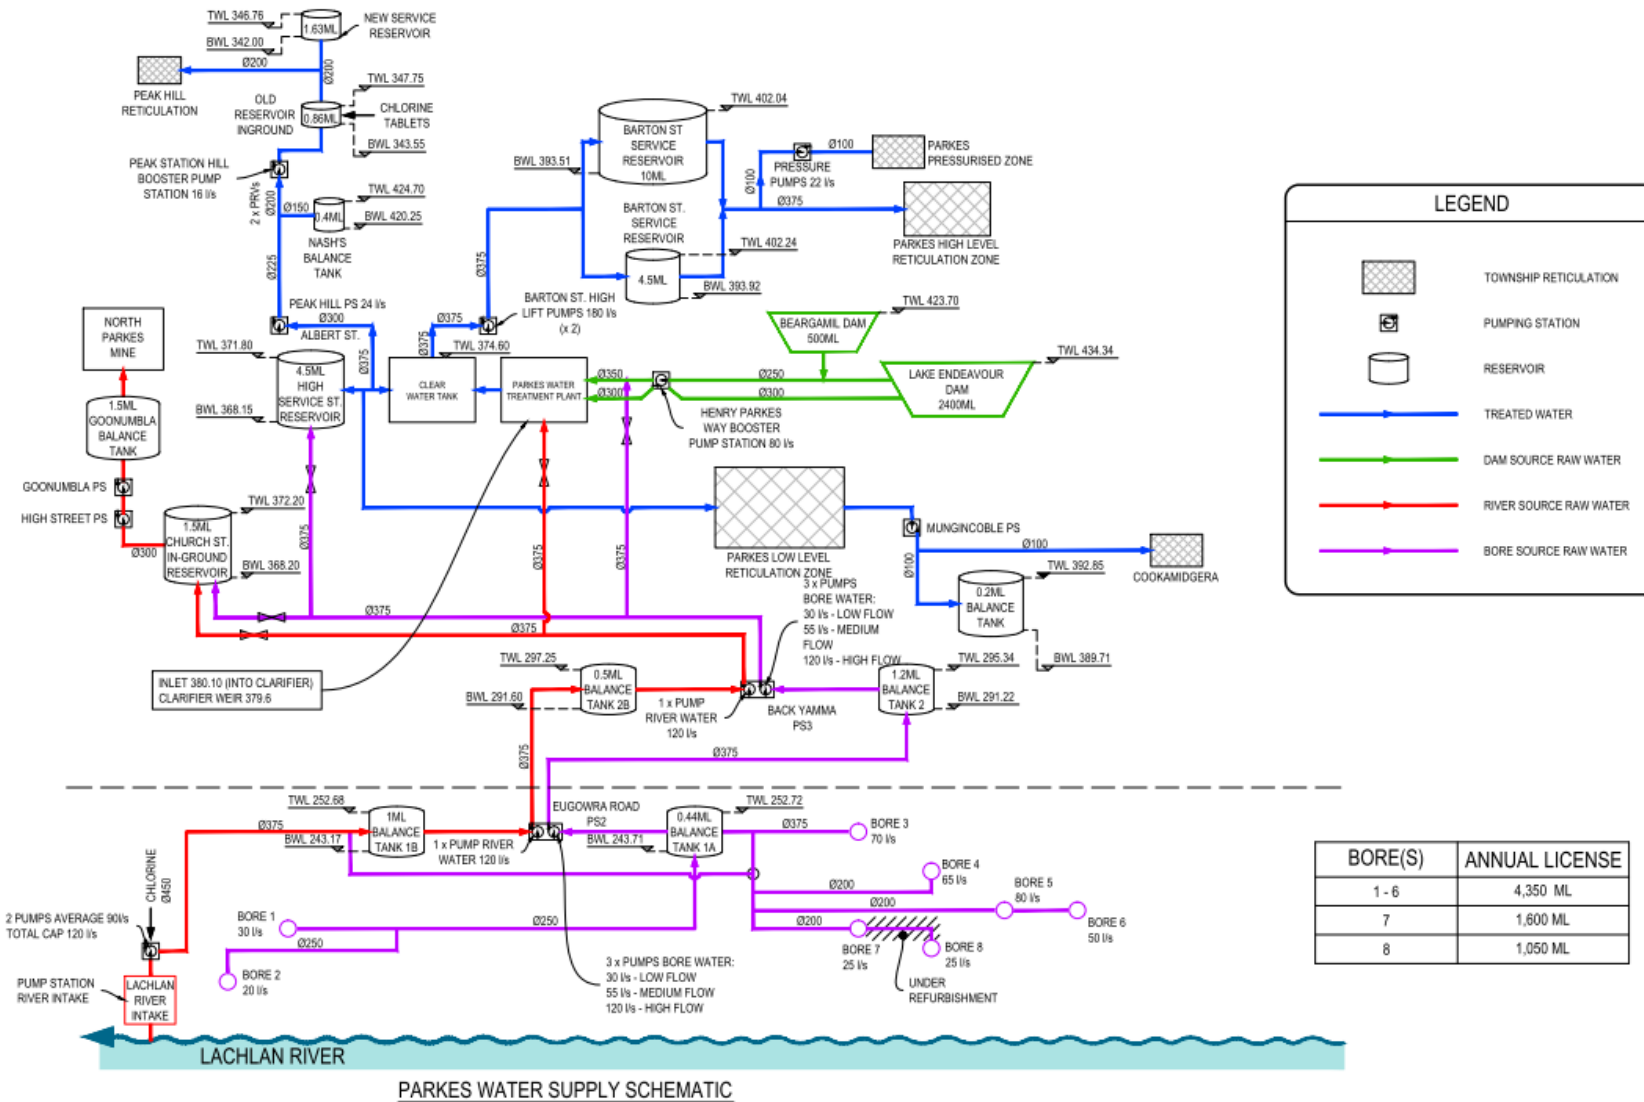 TWL 346.76
1.63ML
NEW SERVICE
RESERVOIR
BWL 342.00
Ø200
Ø200
PEAK HILL
RETICULATION
TWL 347.75
OLD
RESERVOIR
INGROUND
0.86ML
CHLORINE
TABLETS
BWL 343.55
PEAK STATION HILL
BOOSTER PUMP
STATION 16 l/s
2 x PRVs
Ø200
Ø150
TWL 424.70
0.4ML
BWL 420.25
NASH'S
BALANCE
TANK
Ø225
PEAK HILL PS 24 l/s
Ø300
ALBERT ST.
Ø375
TWL 402.04
BARTON ST
SERVICE
RESERVOIR
10ML
BWL 393.51
BARTON ST.
SERVICE
RESERVOIR
TWL 402.24
4.5ML
BWL 393.92
Ø375
Ø375
Ø375
BARTON ST. HIGH
LIFT PUMPS 180 l/s
(x 2)
Ø100
PRESSURE
PUMPS 22 l/s
Ø100
PARKES
PRESSURISED ZONE
Ø375
PARKES HIGH LEVEL
RETICULATION ZONE
TWL 423.70
BEARGAMIL DAM
500ML
TWL 434.34
LAKE ENDEAVOUR
DAM
2400ML
Ø350
Ø300
Ø250
Ø300
HENRY PARKES
WAY BOOSTER
PUMP STATION 80 l/s
NORTH
PARKES
MINE
1.5ML
GOONUMBLA
BALANCE
TANK
GOONUMBLA PS
HIGH STREET PS
Ø300
TWL 371.80
4.5ML
HIGH
SERVICE ST.
RESERVOIR
BWL 368.15
TWL 374.60
CLEAR
WATER TANK
PARKES WATER
TREATMENT PLANT
TWL 372.20
1.5ML
CHURCH ST.
IN-GROUND
RESERVOIR
BWL 368.20
Ø375
Ø375
Ø375
Ø375
Ø375
PARKES LOW LEVEL
RETICULATION ZONE
MUNGINCOBLE PS
Ø100
Ø100
COOKAMIDGERA
TWL 392.85
0.2ML
BALANCE
TANK
BWL 389.71
3 x PUMPS
BORE WATER:
30 l/s - LOW FLOW
55 l/s - MEDIUM
FLOW
120 l/s - HIGH FLOW
INLET 380.10 (INTO CLARIFIER)
CLARIFIER WEIR 379.6
TWL 297.25
0.5ML
BALANCE
TANK 2B
BWL 291.60
1 x PUMP
RIVER WATER
120 l/s
BACK YAMMA
PS3
TWL 295.34
1.2ML
BALANCE
TANK 2
BWL 291.22
Ø375
Ø375
TWL 252.68
1ML
BALANCE
TANK 1B
BWL 243.17
Ø375
1 x PUMP RIVER
WATER 120 l/s
EUGOWRA ROAD
PS2
TWL 252.72
0.44ML
BALANCE
TANK 1A
BWL 243.71
Ø375
BORE 3
70 l/s
BORE 4
65 l/s
Ø200
BORE 5
80 l/s
Ø200
BORE 6
50 l/s
Ø200
BORE 7
25 l/s
BORE 8
25 l/s
UNDER
REFURBISHMENT
CHLORINE
Ø450
2 PUMPS AVERAGE 90l/s
TOTAL CAP 120 l/s
BORE 1
30 l/s
Ø250
Ø250
BORE 2
20 l/s
3 x PUMPS BORE WATER:
30 l/s - LOW FLOW
55 l/s - MEDIUM FLOW
120 l/s - HIGH FLOW
PUMP STATION
RIVER INTAKE
LACHLAN
RIVER
INTAKE
LACHLAN RIVER
PARKES WATER SUPPLY SCHEMATIC
LEGEND
TOWNSHIP RETICULATION
PUMPING STATION
RESERVOIR
TREATED WATER
DAM SOURCE RAW WATER
RIVER SOURCE RAW WATER
BORE SOURCE RAW WATER
BORE(S) ANNUAL LICENSE
1 - 6 4,350 ML
7 1,600 ML
8 1,050 ML